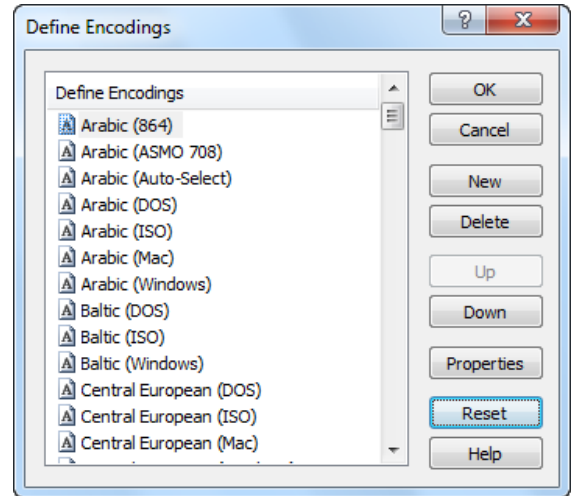 Define Encodings
Define Encodings
Arabic (864)
Arabic (ASMO 708)
Arabic (Auto-Select)
Arabic (DOS)
Arabic (ISO)
Arabic (Mac)
Arabic (Windows)
Baltic (DOS)
Baltic (ISO)
Baltic (Windows)
Central European (DOS)
Central European (ISO)
Central European (Mac)
OK
Cancel
New
Delete
Up
Down
Properties
Reset
Help